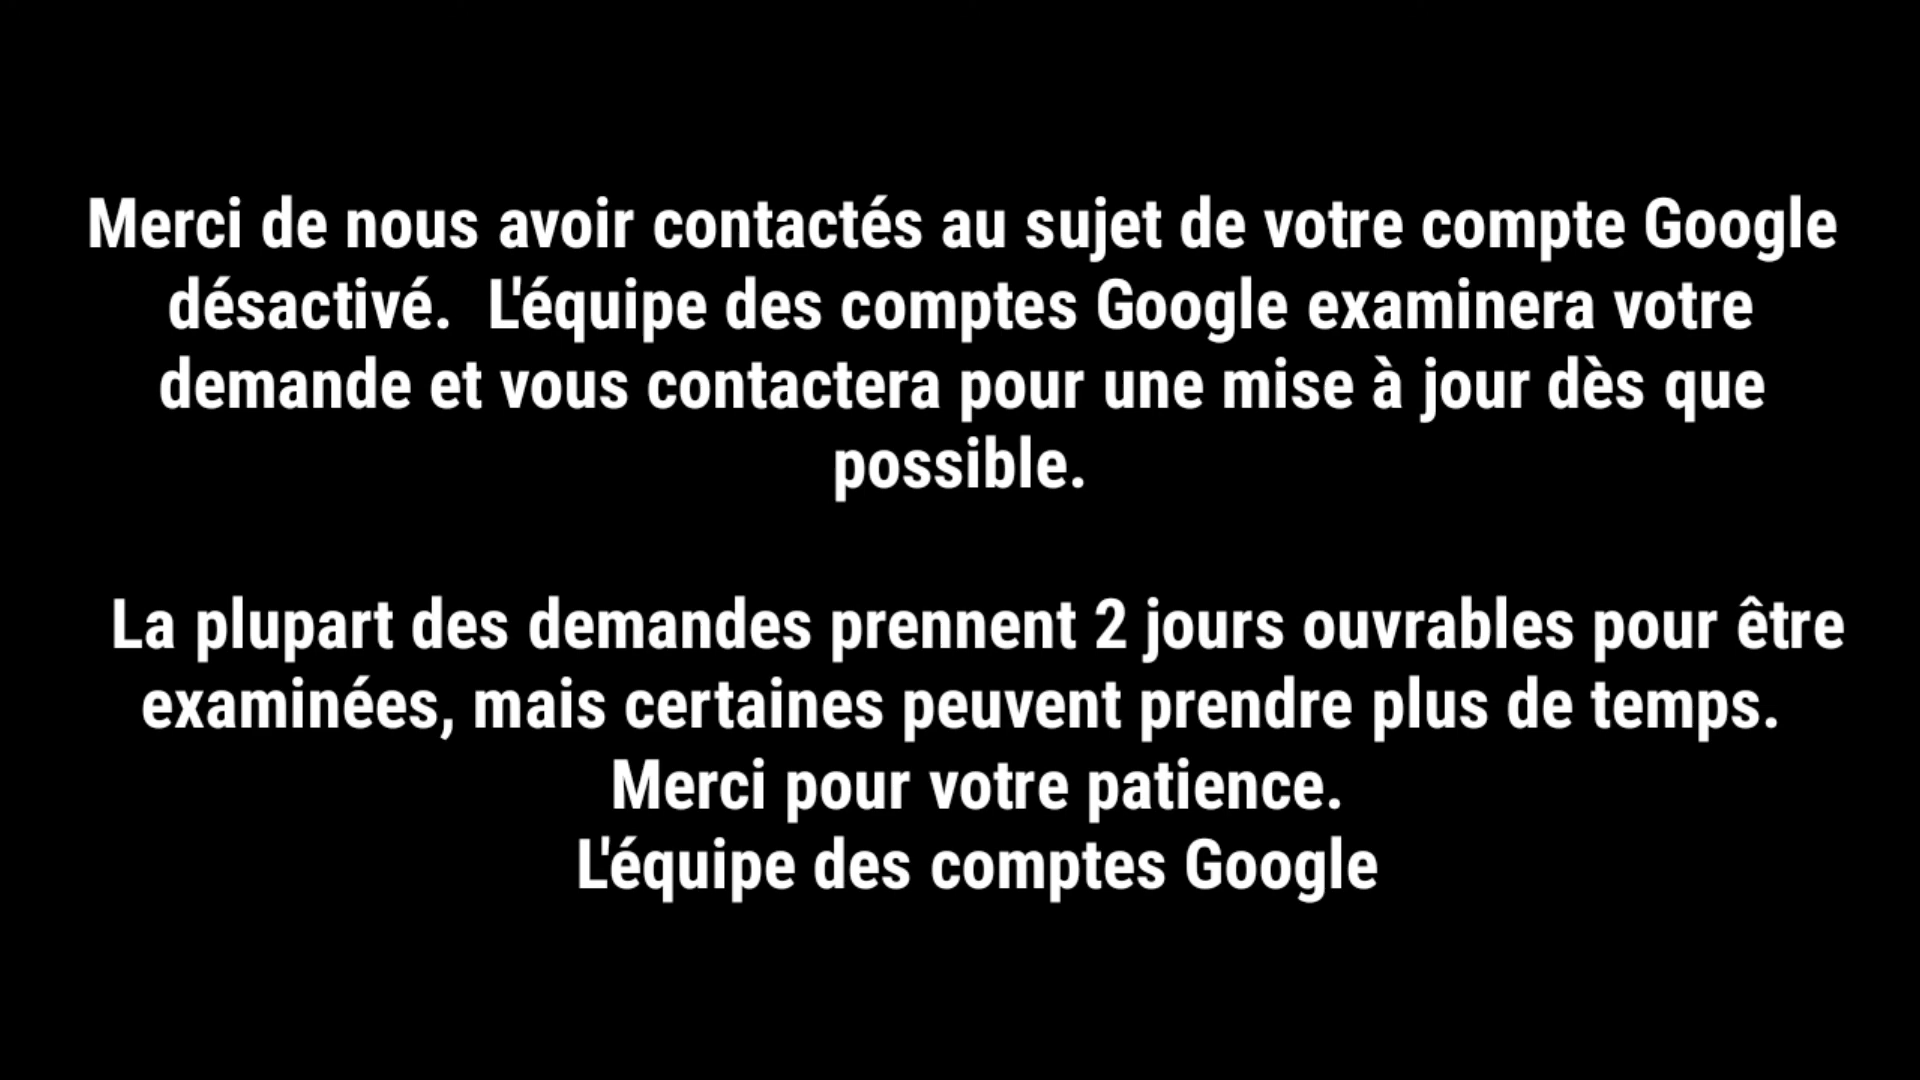 Merci de nous avoir contactés au sujet de votre compte Google
désactivé.  L'équipe des comptes Google examinera votre
demande et vous contactera pour une mise à jour dès que
possible.
La plupart des demandes prennent 2 jours ouvrables pour être
examinées, mais certaines peuvent prendre plus de temps.
Merci pour votre patience.
L'équipe des comptes Google